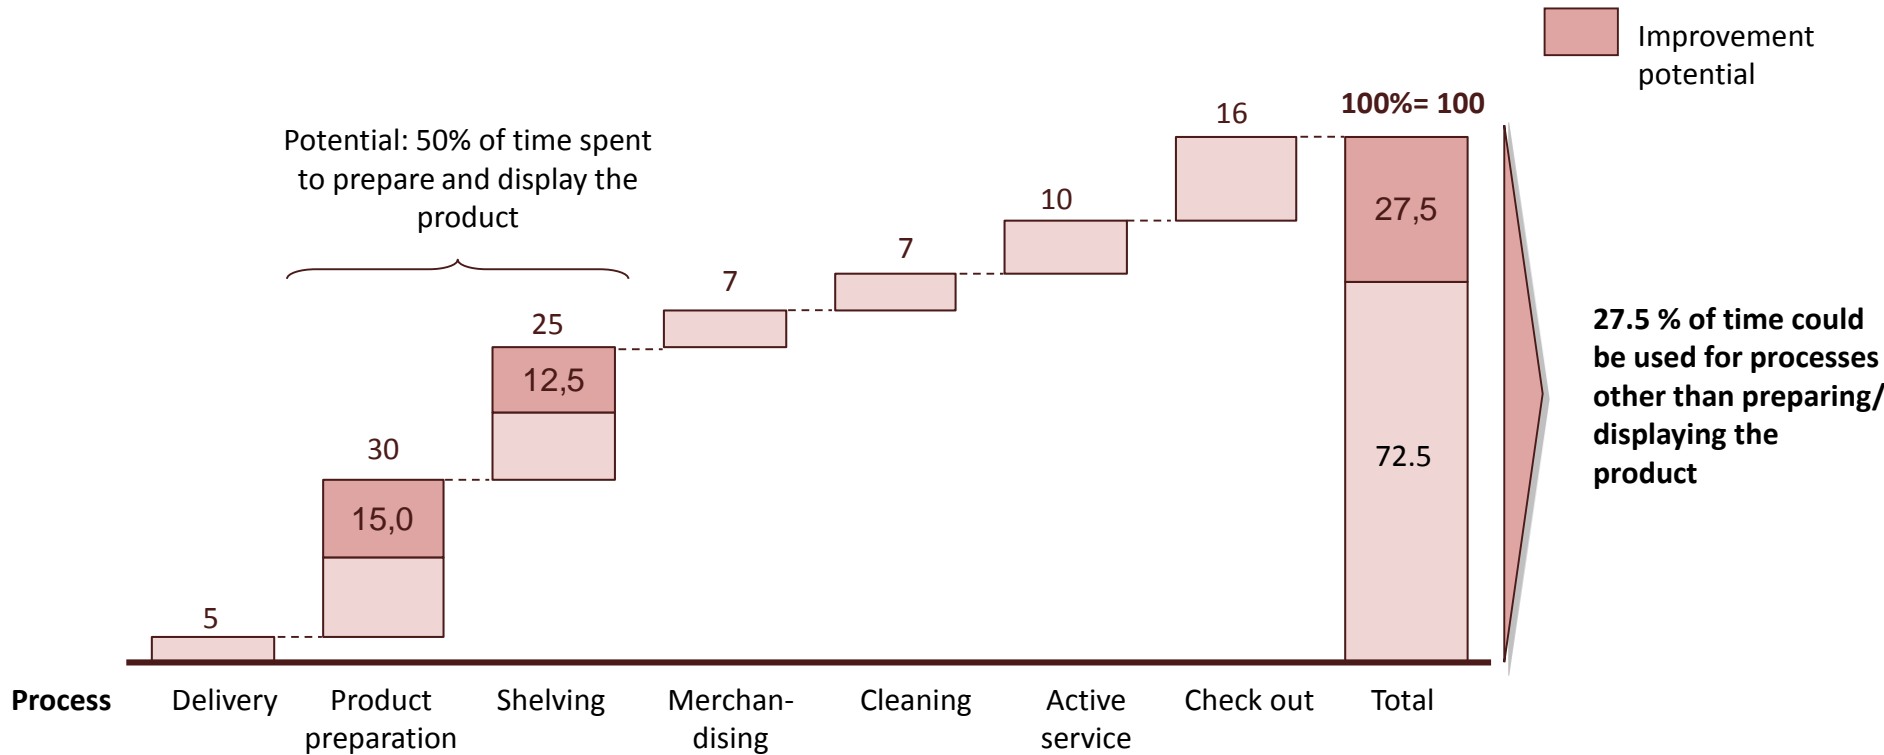 Improvement
potential
100%= 100
16
Potential: 50% of time spent
to prepare and display the
product
10
27,5
7
7
25
12,5
27.5 % of time could
be used for processes
other than preparing/
displaying the
product
30
15,0
72.5
5
Process
Delivery
Product
preparation
Shelving
Merchan-
dising
Cleaning
Active
service
Check out
Total